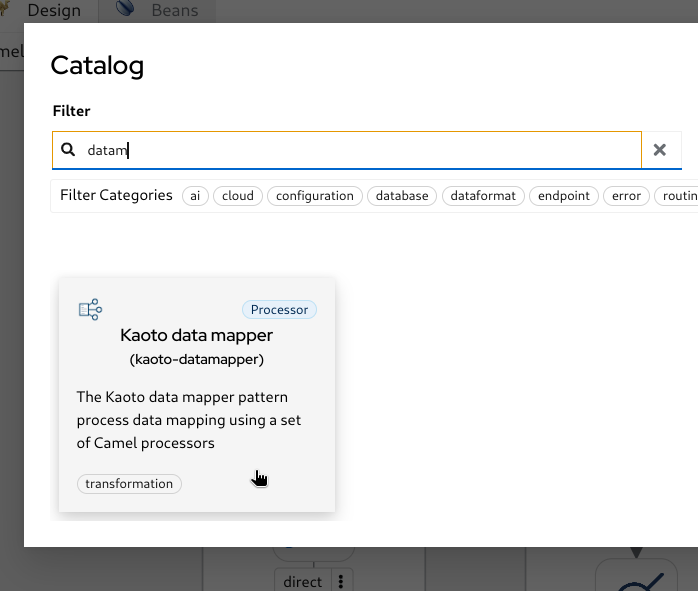 Design
Beans
mel
Catalog
Filter
datam
Filter Categories ai cloud configuration database dataformat endpoint error routin
Processor
Kaoto data mapper
(kaoto-datamapper)
The Kaoto data mapper pattern
process data mapping using a set
of Camel processors
transformation
direct